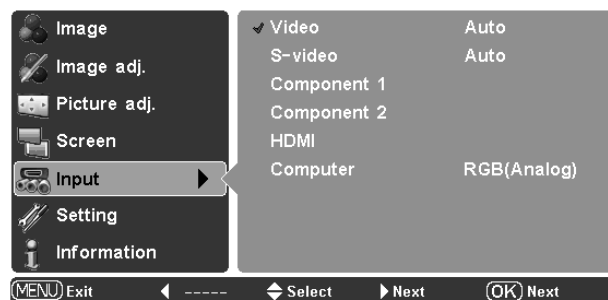 Image
Image adj.
Picture adj.
Screen
Input
Setting
Information
Video Auto
S-video Auto
Component 1
Component 2
HDMI
Computer RGB(Analog)
MENU Exit ----- Select Next OK Next